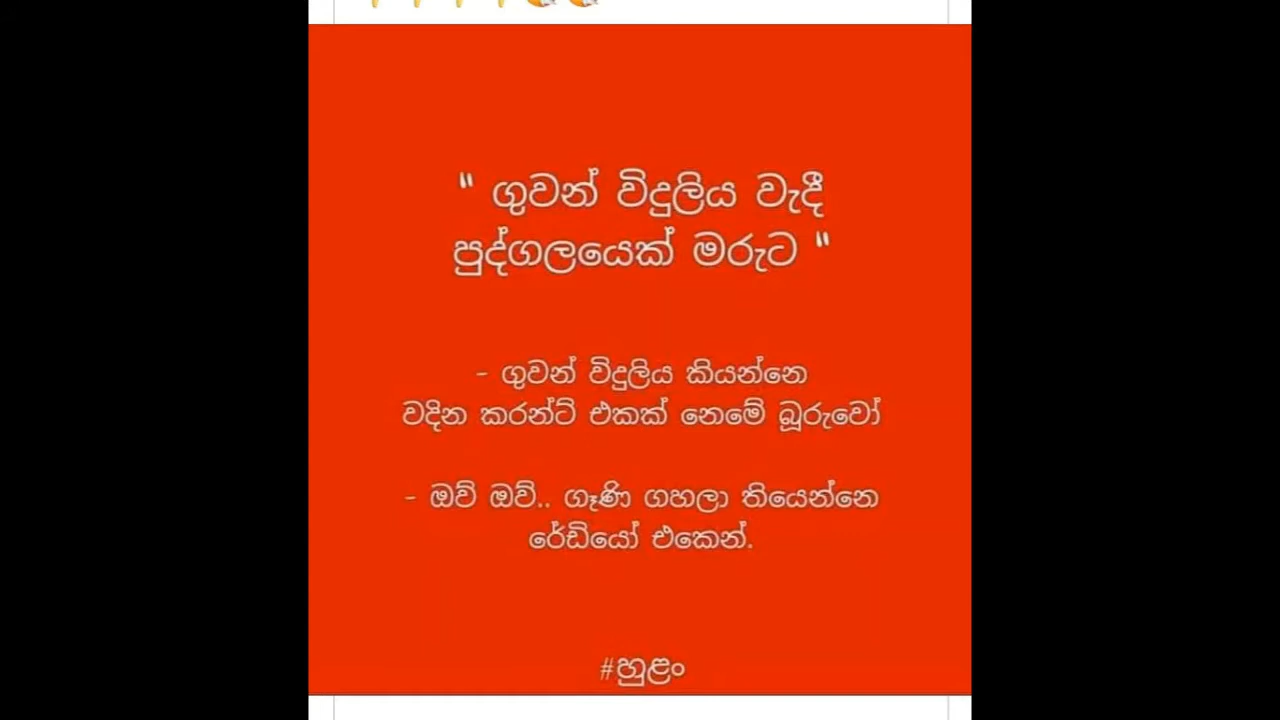 “ ගුවන් විදුලිය වැදී
පුද්ගලයෙක් මරුට “
- ගුවන් විදුලිය කියන්නෙ
වදින කරන්ට් එකක් නෙමේ බූරුවෝ
- ඔව් ඔව්.. ගෑණි ගහලා තියෙන්නෙ
රේඩියෝ එකෙන්.
#හුළං